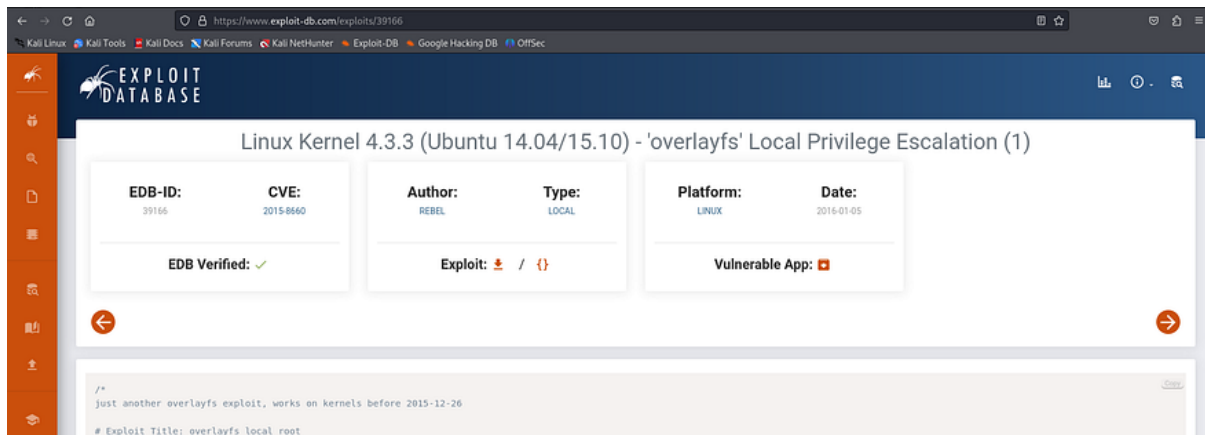 https://www.exploit-db.com/exploits/39166
Kali Linux Kali Tools Kali Docs Kali Forums Kali NetHunter Exploit-DB Google Hacking DB OffSec
EXPLOIT
DATABASE
Linux Kernel 4.3.3 (Ubuntu 14.04/15.10) - 'overlayfs' Local Privilege Escalation (1)
EDB-ID: CVE: Author: Type: Platform: Date:
39166 2015-8660 REBEL LOCAL LINUX 2016-01-05
EDB Verified: ✓ Exploit: / {} Vulnerable App:
Copy
/*
just another overlayfs exploit, works on kernels before 2015-12-26
# Exploit Title: overlayfs local root